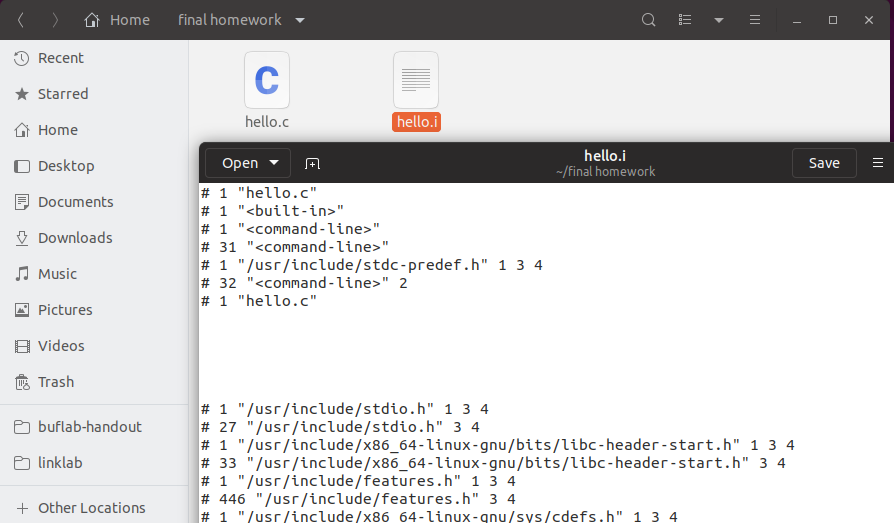 Home final homework
Recent
Starred
Home
Desktop
Documents
Downloads
Music
Pictures
Videos
Trash
buflab-handout
linklab
Other Locations
C
hello.c
hello.i
Open
hello.i
~/final homework
Save
# 1 "hello.c"
# 1 "<built-in>"
# 1 "<command-line>"
# 31 "<command-line>"
# 1 "/usr/include/stdc-predef.h" 1 3 4
# 32 "<command-line>" 2
# 1 "hello.c"
# 1 "/usr/include/stdio.h" 1 3 4
# 27 "/usr/include/stdio.h" 3 4
# 1 "/usr/include/x86_64-linux-gnu/bits/libc-header-start.h" 1 3 4
# 33 "/usr/include/x86_64-linux-gnu/bits/libc-header-start.h" 3 4
# 1 "/usr/include/features.h" 1 3 4
# 446 "/usr/include/features.h" 3 4
# 1 "/usr/include/x86_64-linux-gnu/sys/cdefs.h" 1 3 4